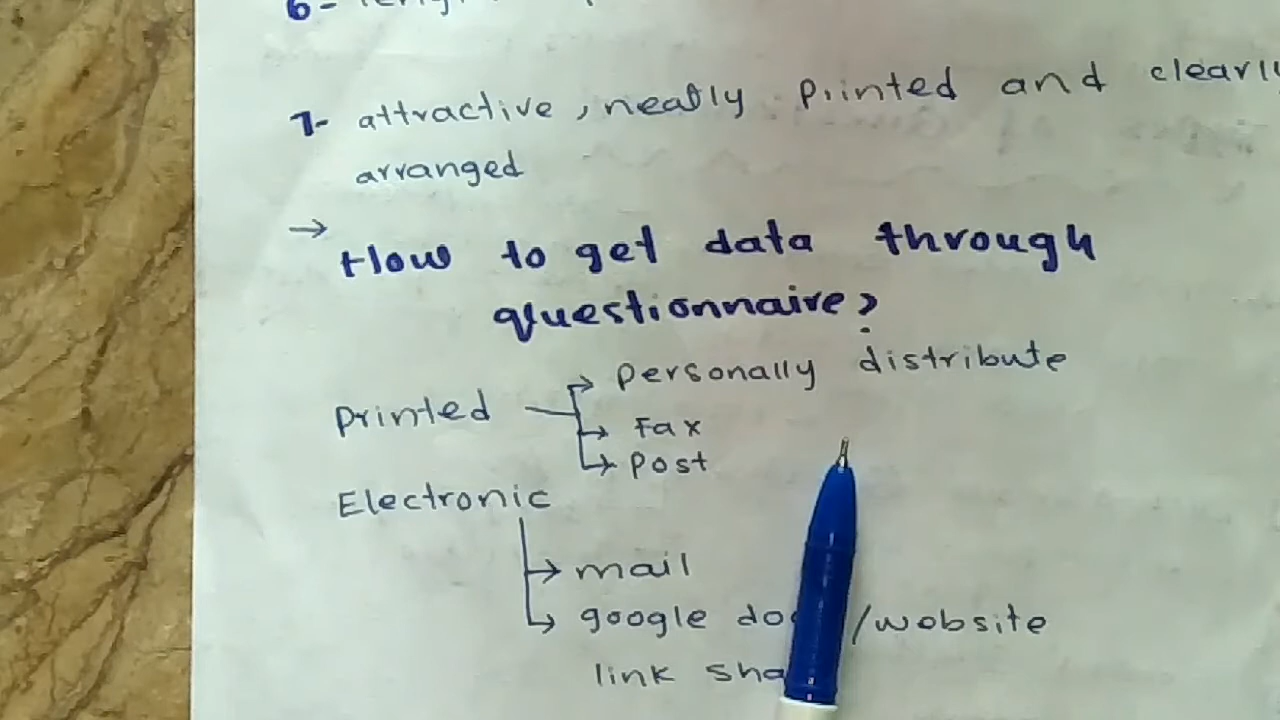 6-
7- attractive, neatly printed and clearly
arranged
→ How to get data through
questionnaire?
Printed → personally distribute
→ Fax
→ Post
Electronic
→ mail
→ google /website
link